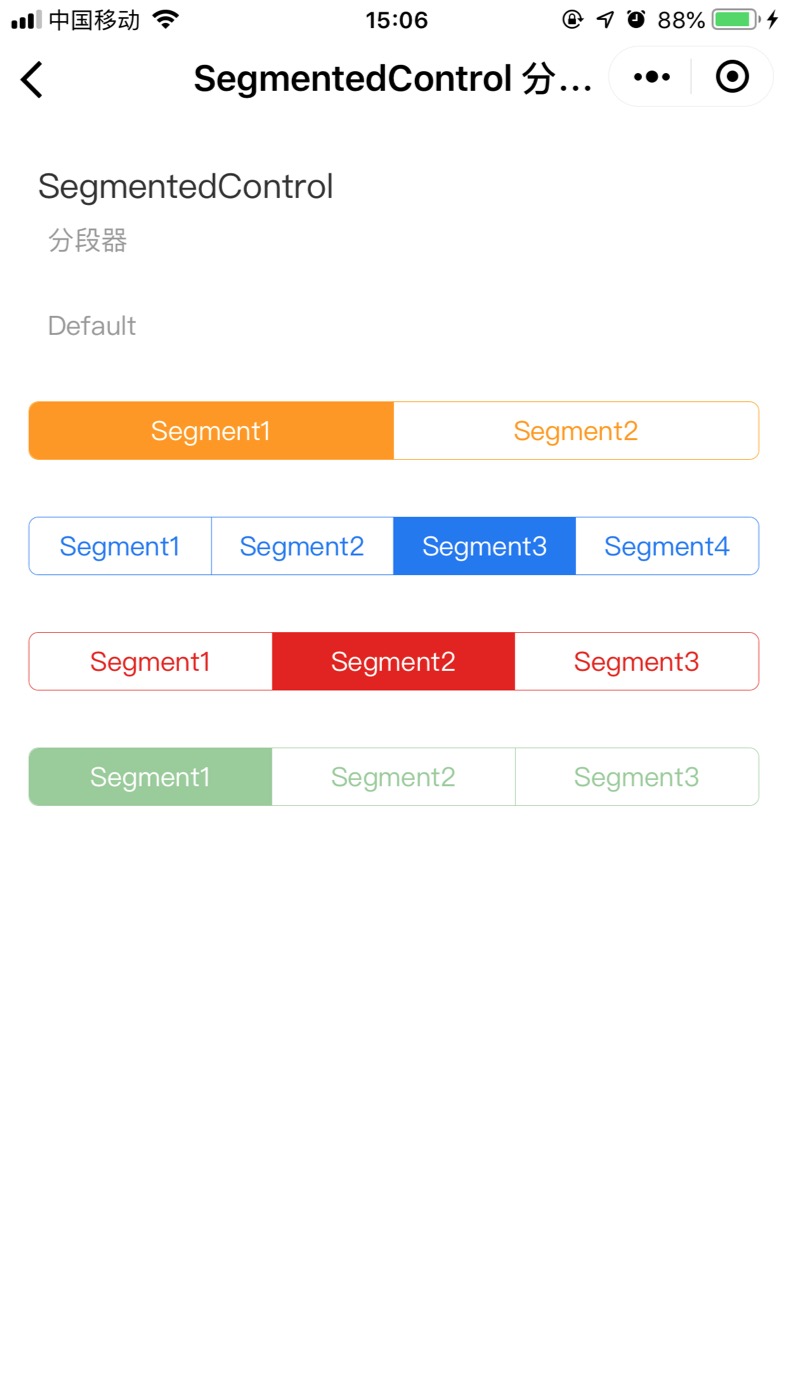 中国移动 15:06 88%
SegmentedControl 分...
SegmentedControl
分段器
Default
Segment1 Segment2
Segment1 Segment2 Segment3 Segment4
Segment1 Segment2 Segment3
Segment1 Segment2 Segment3